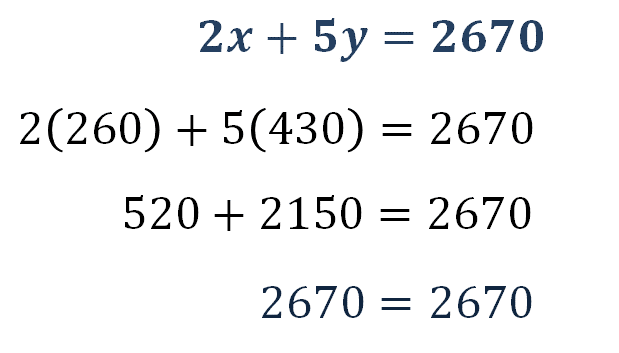 2x + 5y = 2670
2(260) + 5(430) = 2670
520 + 2150 = 2670
2670 = 2670